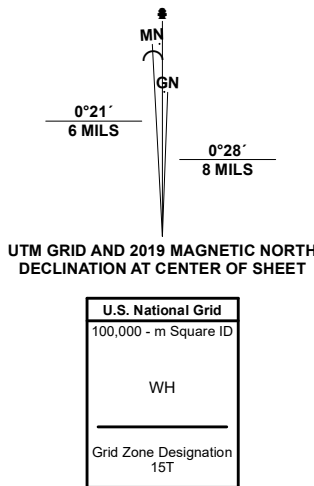 MN
GN
0°21´
6 MILS
0°28´
8 MILS
UTM GRID AND 2019 MAGNETIC NORTH
DECLINATION AT CENTER OF SHEET
U.S. National Grid
100,000 - m Square ID
WH
Grid Zone Designation
15T